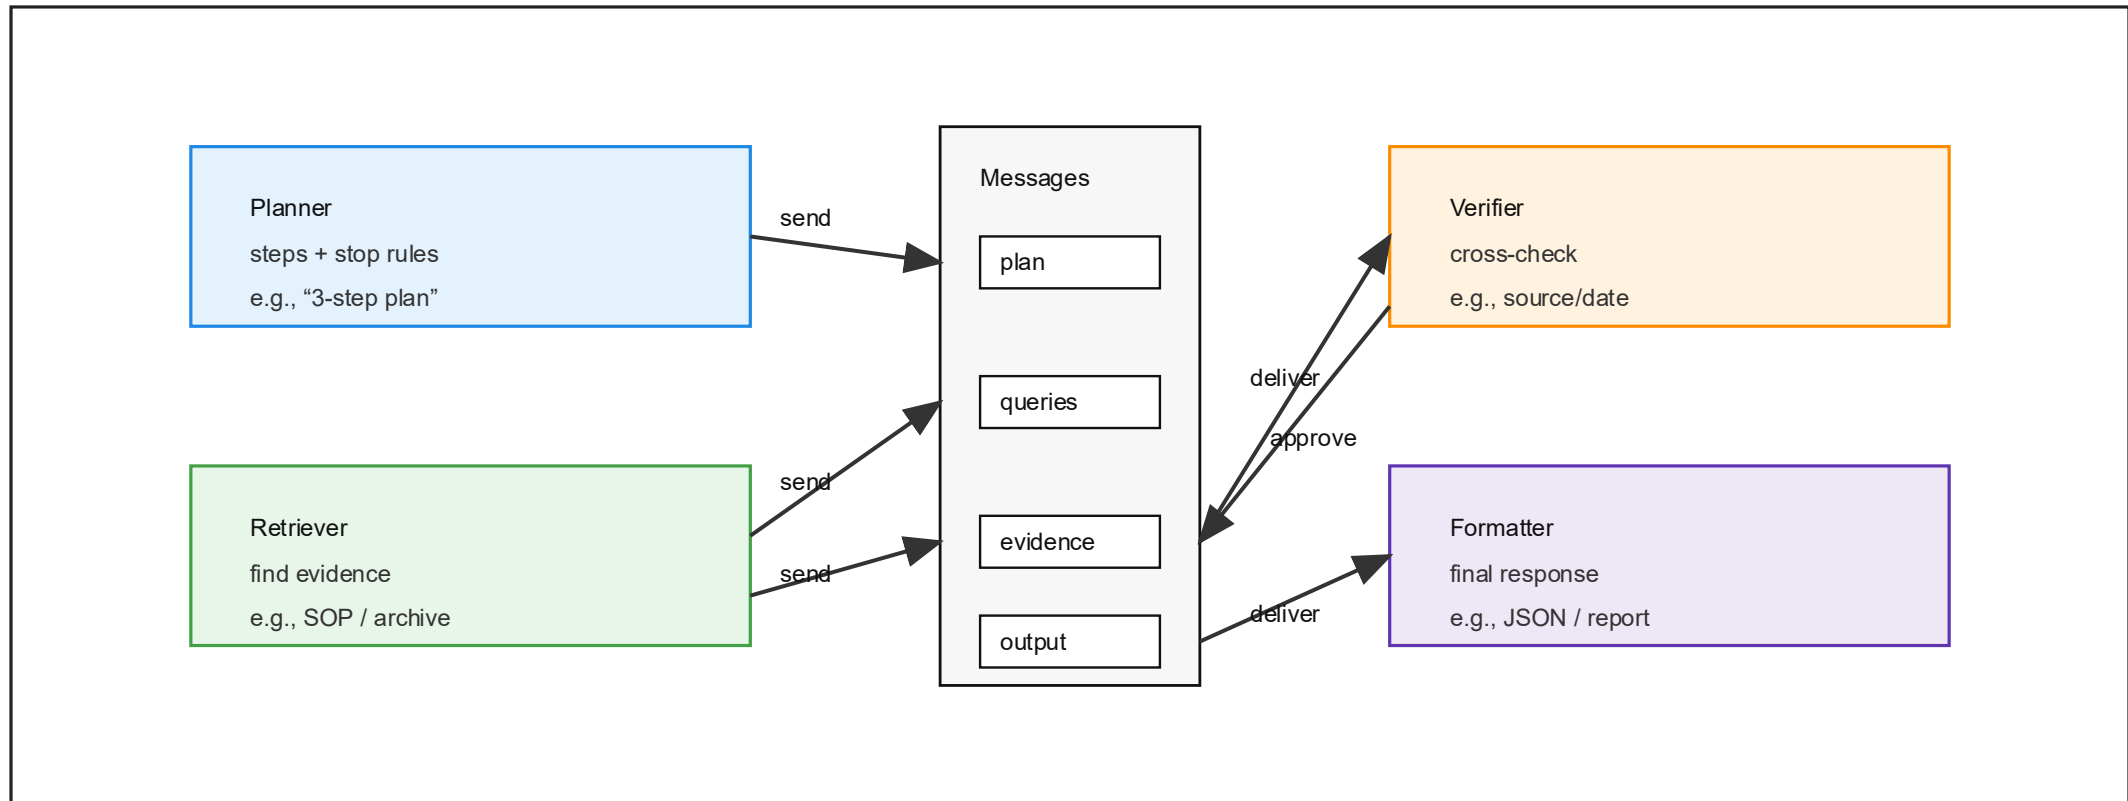 Planner
steps + stop rules
e.g., “3-step plan”
send
Retriever
find evidence
e.g., SOP / archive
send
send
Messages
plan
queries
evidence
output
deliver
approve
deliver
Verifier
cross-check
e.g., source/date
Formatter
final response
e.g., JSON / report